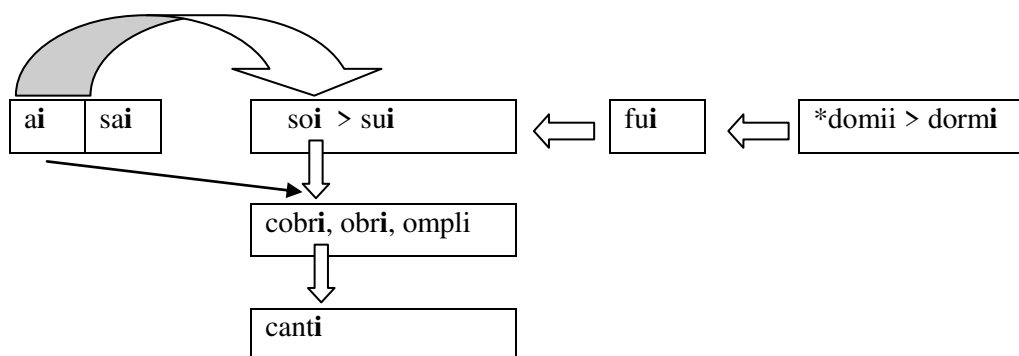 ai sai soi > sui fui *domii > dormi
cobri, obri, ompli
canti